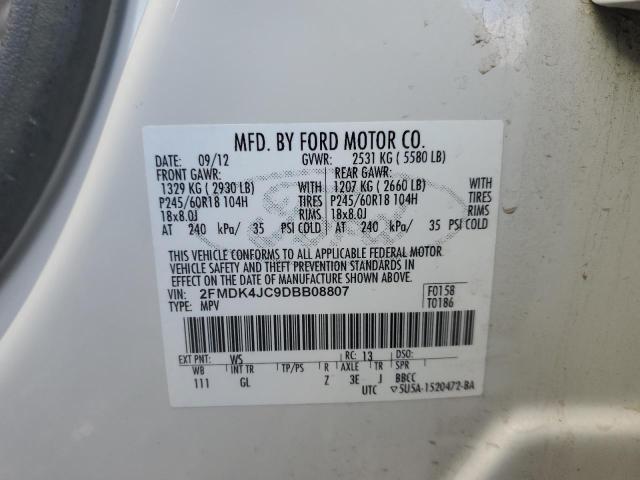 MFD. BY FORD MOTOR CO.
DATE: 09/12 GVWR: 2531 KG ( 5580 LB)
FRONT GAWR: REAR GAWR:
1329 KG ( 2930 LB) WITH 1207 KG ( 2660 LB) WITH
P245/60R18 104H TIRES P245/60R18 104H TIRES
18x8.0J RIMS 18x8.0J RIMS
AT 240 kPa/ 35 PSI COLD AT 240 kPa/ 35 PSI COLD
THIS VEHICLE CONFORMS TO ALL APPLICABLE FEDERAL MOTOR
VEHICLE SAFETY AND THEFT PREVENTION STANDARDS IN
EFFECT ON THE DATE OF MANUFACTURE SHOWN ABOVE.
VIN: 2FMDK4JC9DBB08807 F0158
TYPE: MPV T0186
EXT PNT: WS RC: 13 DSO:
WB INT TR TP/PS R AXLE TR SPR
111 GL Z 3E J BBCC
UTC 5U5A-1520472-BA